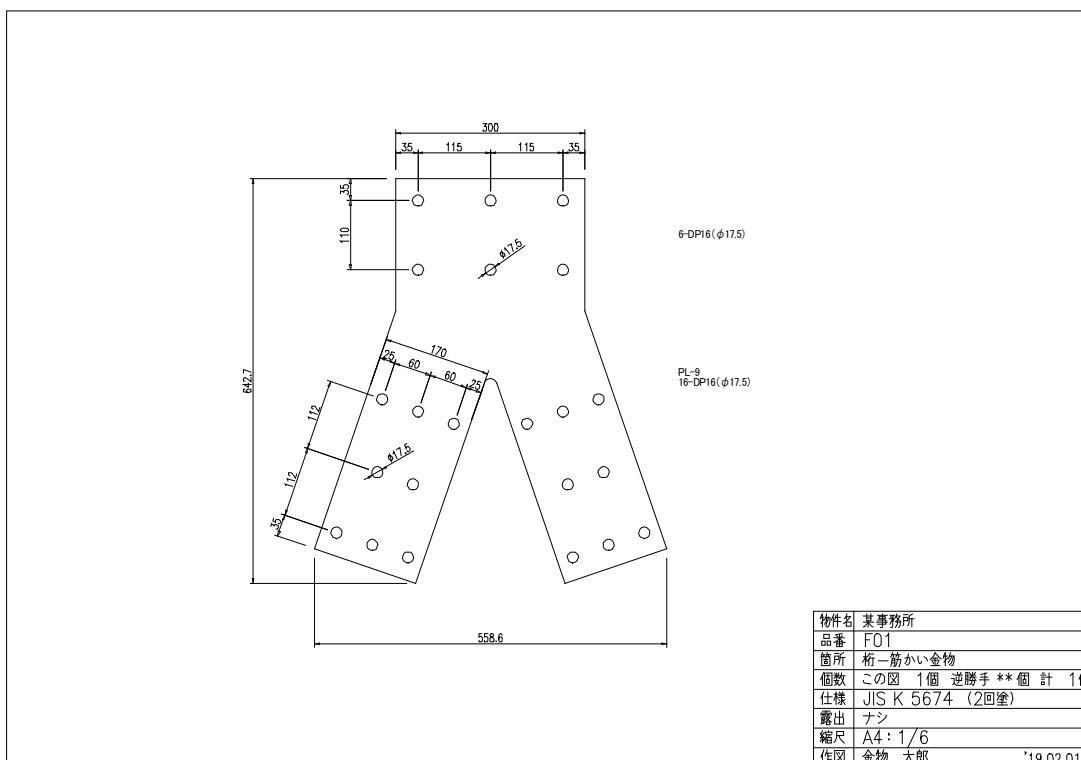 300
35 115 115 35
35
110
φ17.5
6-DP16(φ17.5)
642.7
170
25 60 60 25
PL-9
16-DP16(φ17.5)
112
φ17.5
112
35
558.6
物件名 某事務所
品番 F01
箇所 桁ー筋かい金物
個数 この図 1個 逆勝手 **個 計 1個
仕様 JIS K 5674 (2回塗)
露出 ナシ
縮尺 A4:1/6
作図 金物 太郎 '19.02.01